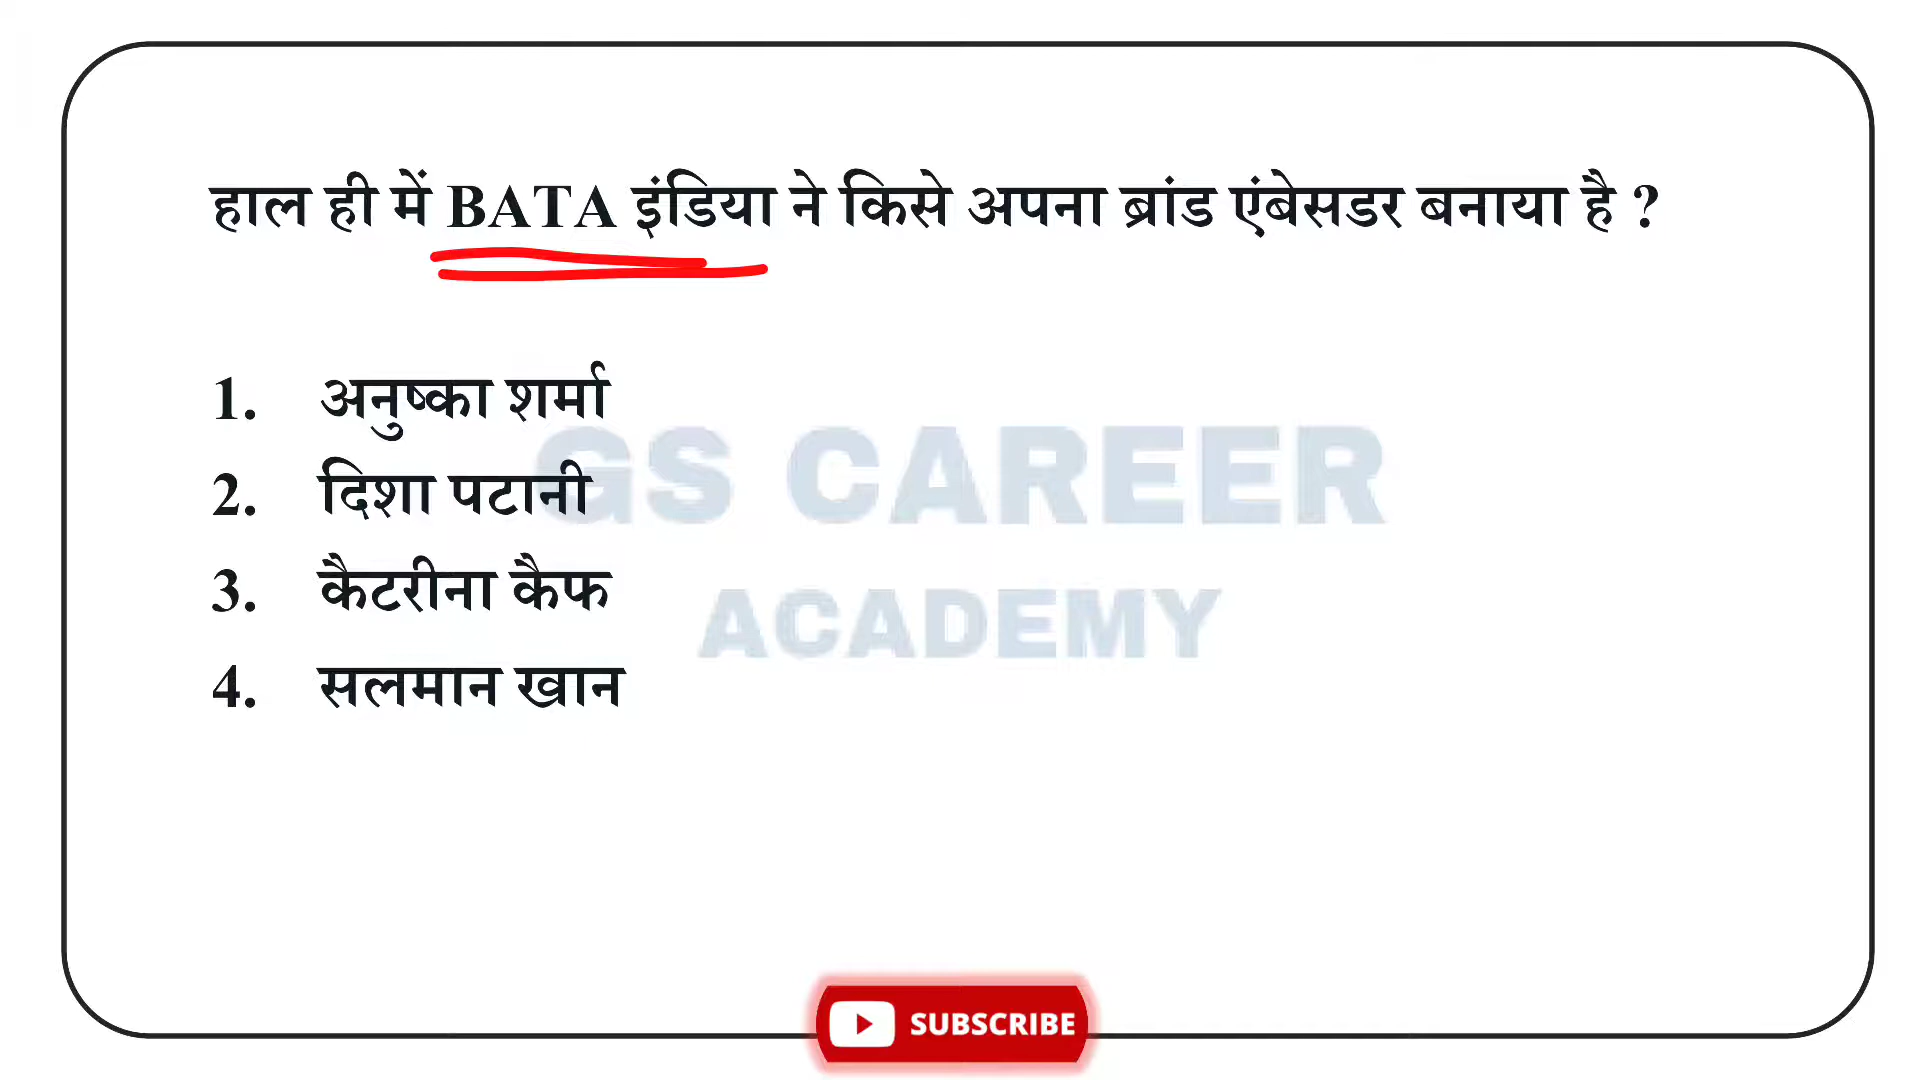 हाल ही में BATA इंडिया ने किसे अपना ब्रांड एंबेसडर बनाया है ?
1. अनुष्का शर्मा
2. दिशा पटानी
3. कैटरीना कैफ
4. सलमान खान
GS CAREER
ACADEMY
SUBSCRIBE